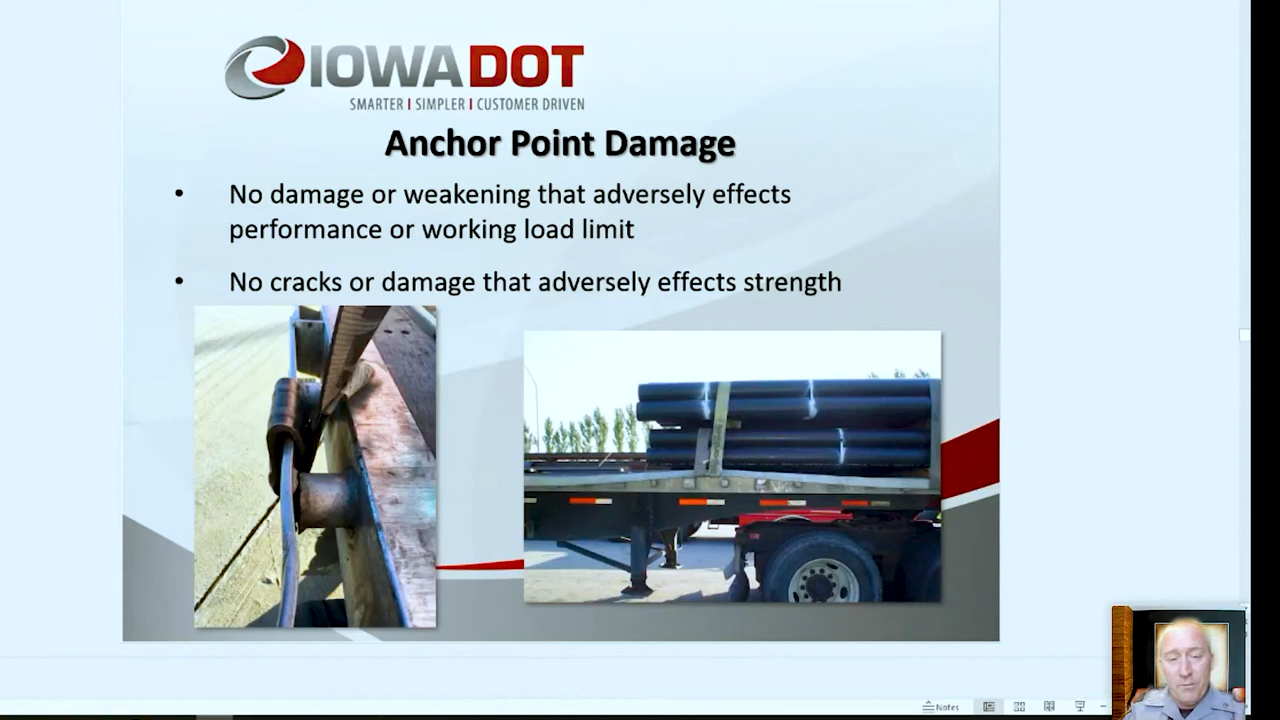 IOWADOT
SMARTER | SIMPLER | CUSTOMER DRIVEN
Anchor Point Damage
• No damage or weakening that adversely effects
performance or working load limit
• No cracks or damage that adversely effects strength
Notes